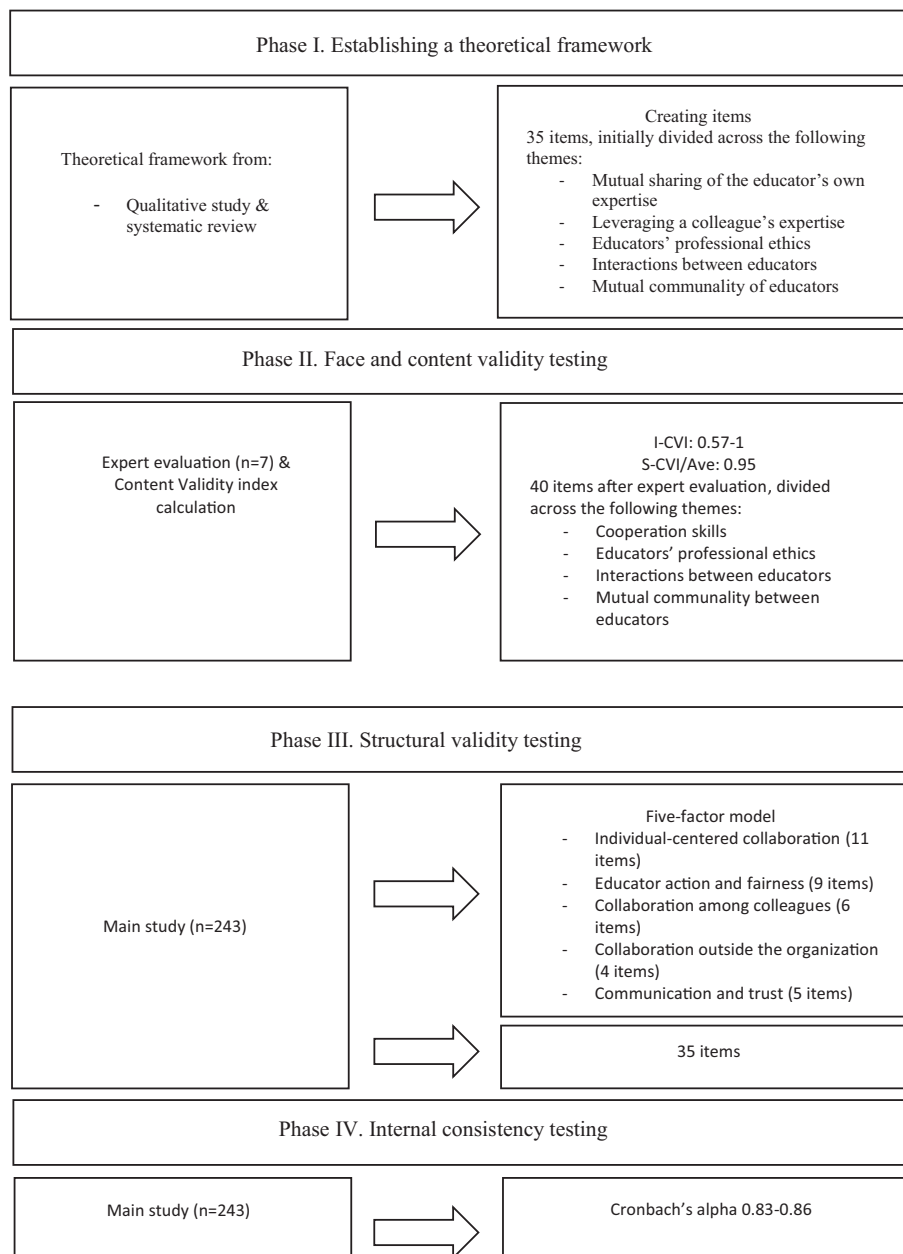 Phase I. Establishing a theoretical framework
Theoretical framework from:
- Qualitative study &
systematic review
Creating items
35 items, initially divided across the following
themes:
- Mutual sharing of the educator's own
expertise
- Leveraging a colleague's expertise
- Educators' professional ethics
- Interactions between educators
- Mutual communality of educators
Phase II. Face and content validity testing
Expert evaluation (n=7) &
Content Validity index
calculation
I-CVI: 0.57-1
S-CVI/Ave: 0.95
40 items after expert evaluation, divided
across the following themes:
- Cooperation skills
- Educators' professional ethics
- Interactions between educators
- Mutual communality between
educators
Phase III. Structural validity testing
Main study (n=243)
Five-factor model
- Individual-centered collaboration (11
items)
- Educator action and fairness (9 items)
- Collaboration among colleagues (6
items)
- Collaboration outside the organization
(4 items)
- Communication and trust (5 items)
35 items
Phase IV. Internal consistency testing
Main study (n=243)
Cronbach's alpha 0.83-0.86